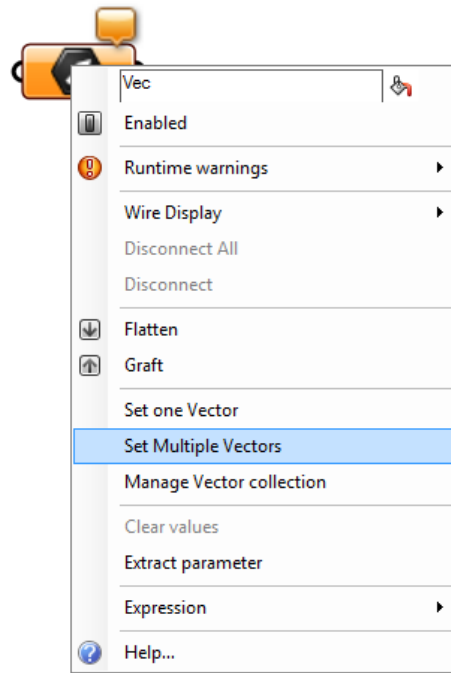 Vec
Enabled
Runtime warnings
Wire Display
Disconnect All
Disconnect
Flatten
Graft
Set one Vector
Set Multiple Vectors
Manage Vector collection
Clear values
Extract parameter
Expression
Help...